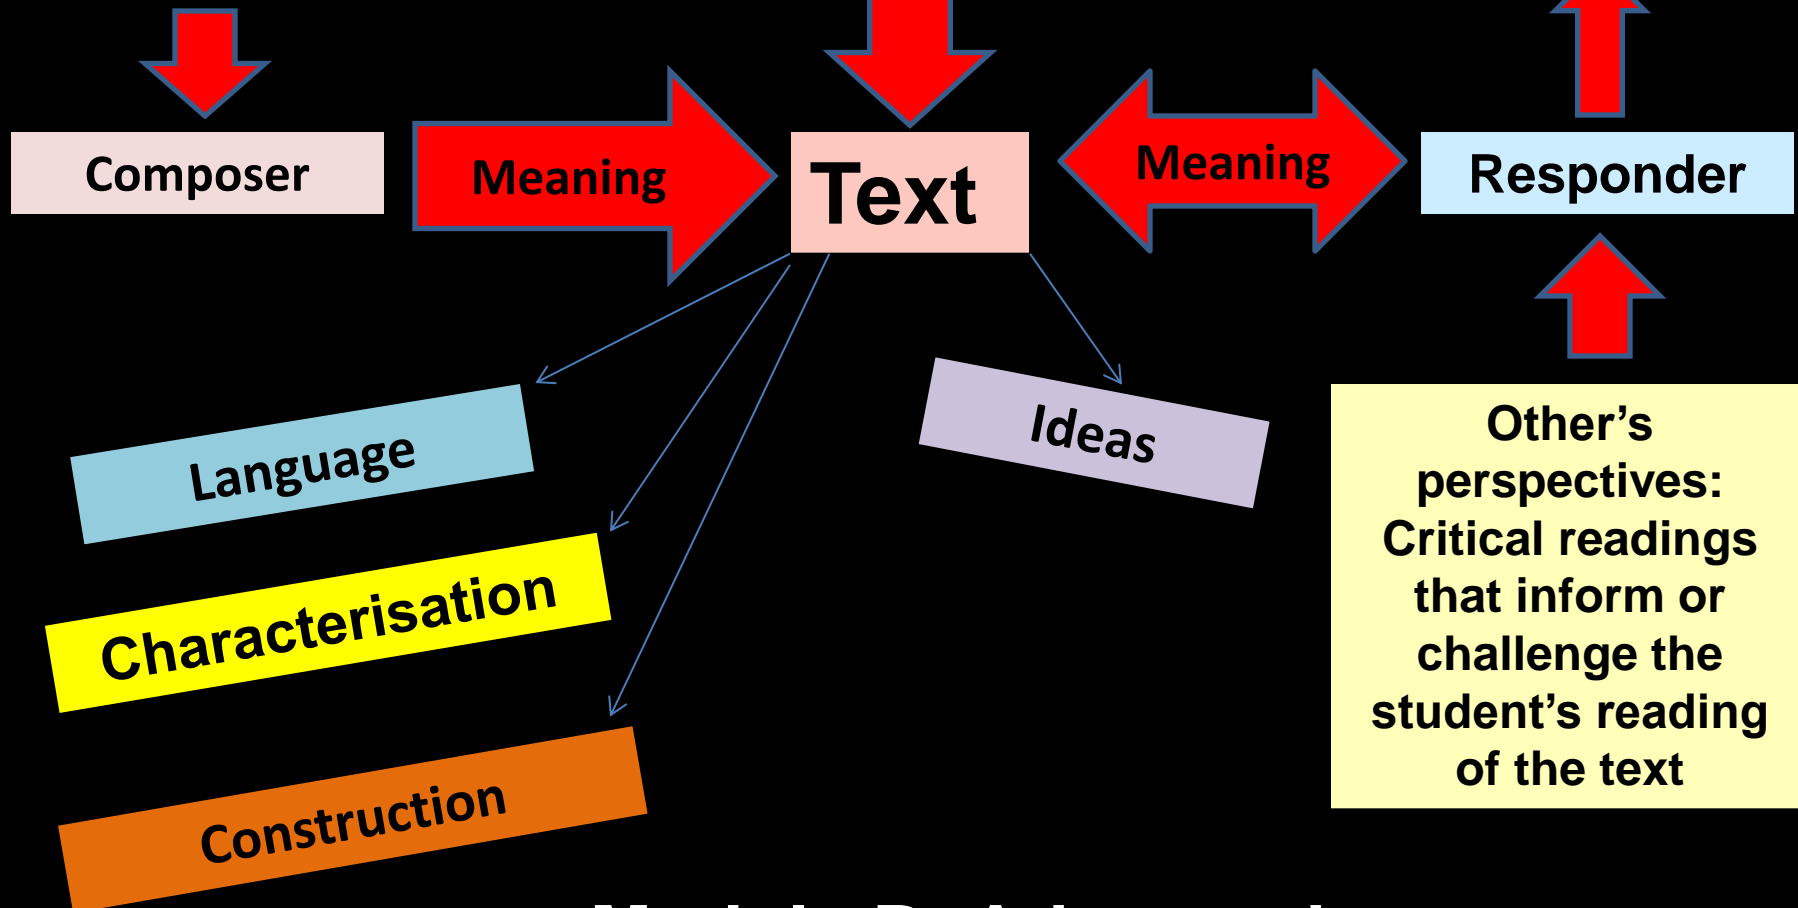 Composer
Meaning
Text
Meaning
Responder
Language
Characterisation
Construction
Ideas
Other's
perspectives:
Critical readings
that inform or
challenge the
student's reading
of the text